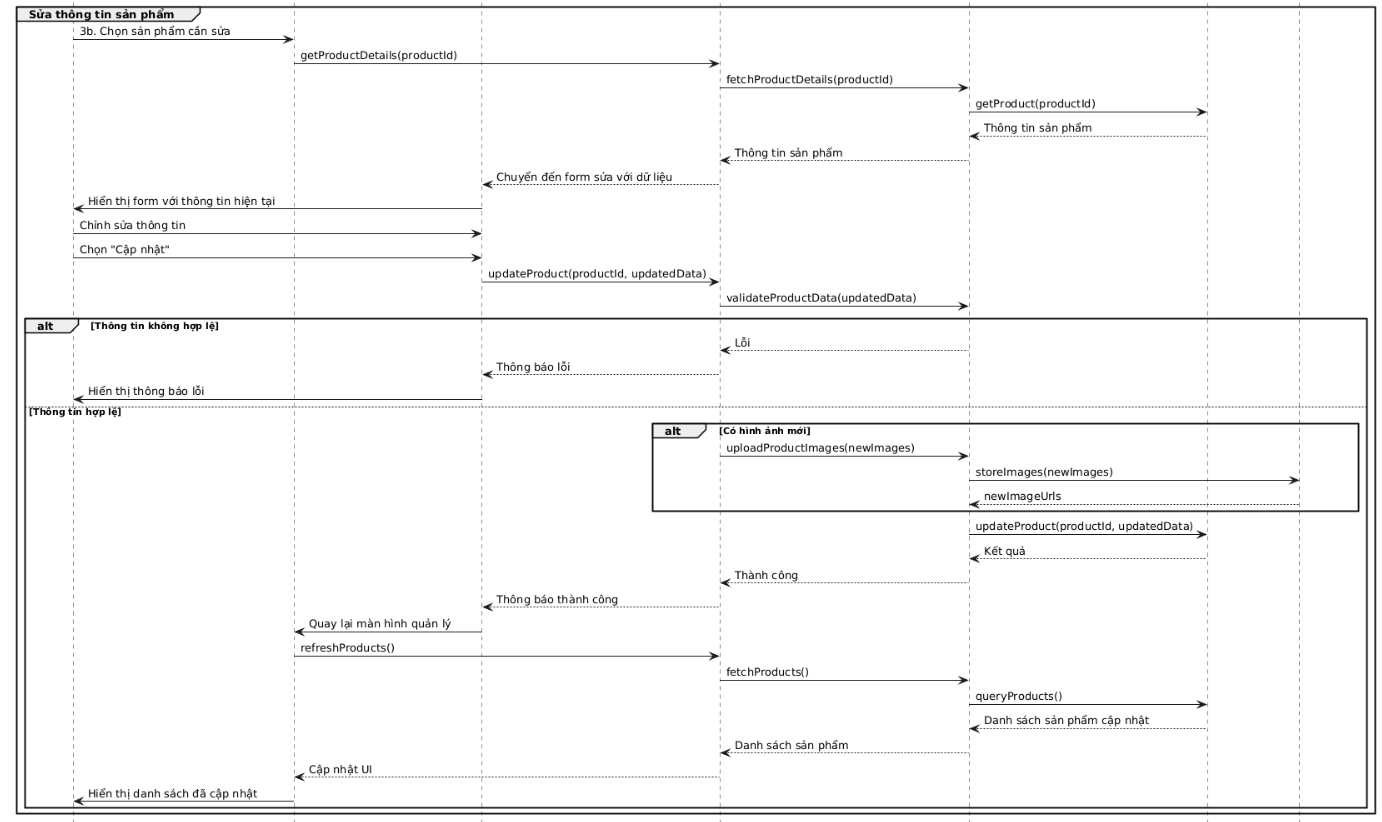 Sửa thông tin sản phẩm
3b. Chọn sản phẩm cần sửa
getProductDetails(productId)
fetchProductDetails(productId)
getProduct(productId)
Thông tin sản phẩm
Thông tin sản phẩm
Chuyển đến form sửa với dữ liệu
Hiển thị form với thông tin hiện tại
Chỉnh sửa thông tin
Chọn "Cập nhật"
updateProduct(productId, updatedData)
validateProductData(updatedData)
alt [Thông tin không hợp lệ]
Lỗi
Thông báo lỗi
Hiển thị thông báo lỗi
[Thông tin hợp lệ]
alt [Có hình ảnh mới]
uploadProductImages(newImages)
storeImages(newImages)
newImageUrls
updateProduct(productId, updatedData)
Kết quả
Thành công
Thông báo thành công
Quay lại màn hình quản lý
refreshProducts()
fetchProducts()
queryProducts()
Danh sách sản phẩm cập nhật
Danh sách sản phẩm
Cập nhật UI
Hiển thị danh sách đã cập nhật